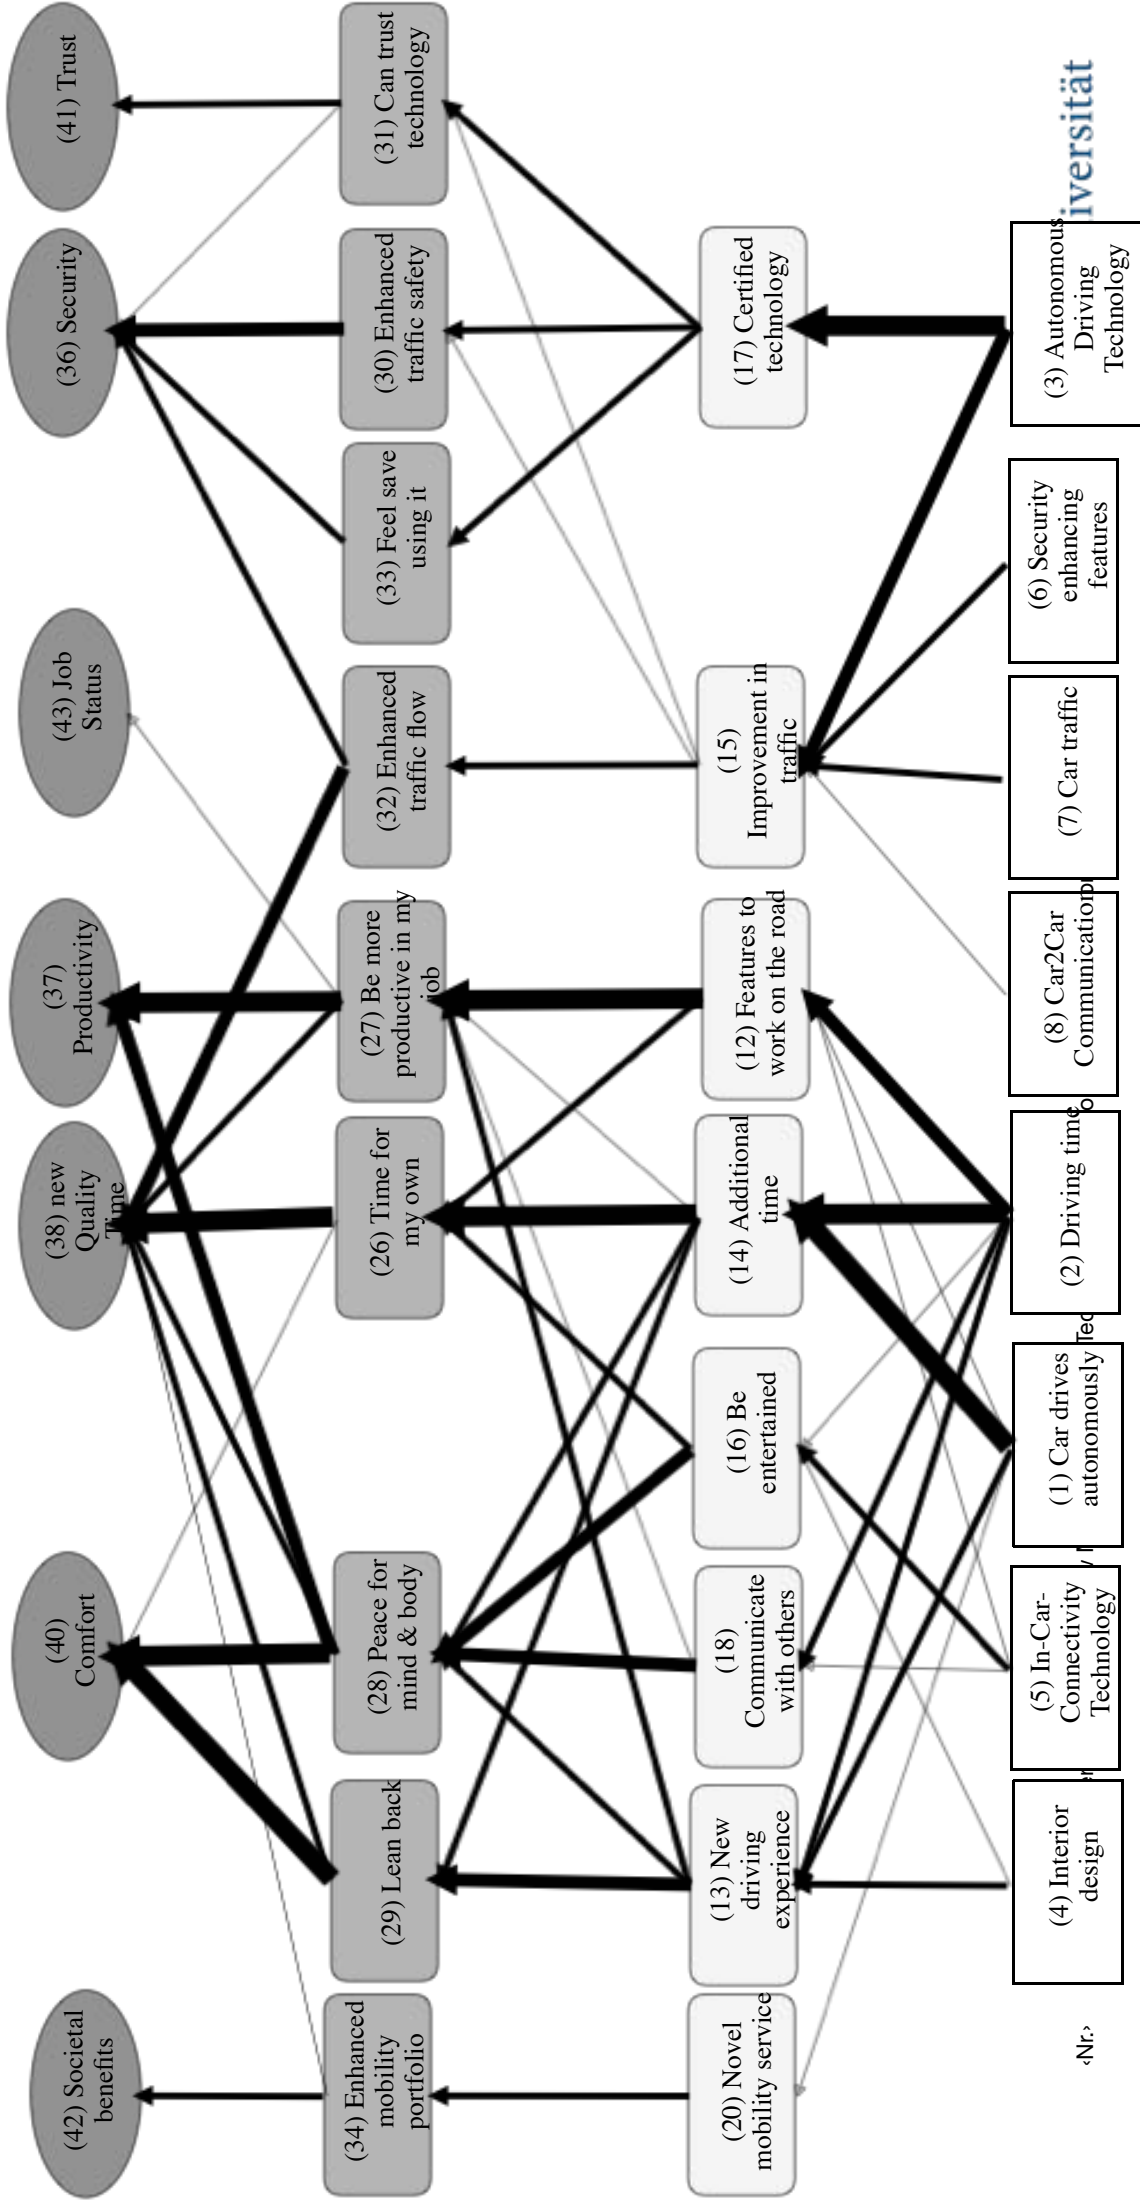 (42) Societal
benefits
(40)
Comfort
(38) new
Quality
Time
(37)
Productivity
(43) Job
Status
(36) Security
(41) Trust
(34) Enhanced
mobility
portfolio
(29) Lean back
(28) Peace for
mind & body
(26) Time for
my own
(27) Be more
productive in my
job
(32) Enhanced
traffic flow
(33) Feel save
using it
(30) Enhanced
traffic safety
(31) Can trust
technology
(20) Novel
mobility service
(13) New
driving
experience
(18)
Communicate
with others
(16) Be
entertained
(14) Additional
time
(12) Features to
work on the road
(15)
Improvement in
traffic
(17) Certified
technology
(4) Interior
design
(5) In-Car-
Connectivity
Technology
(1) Car drives
autonomously
(2) Driving time
(8) Car2Car
Communication
(7) Car traffic
(6) Security
enhancing
features
(3) Autonomous
Driving
Technology
‹Nr.›
iversität